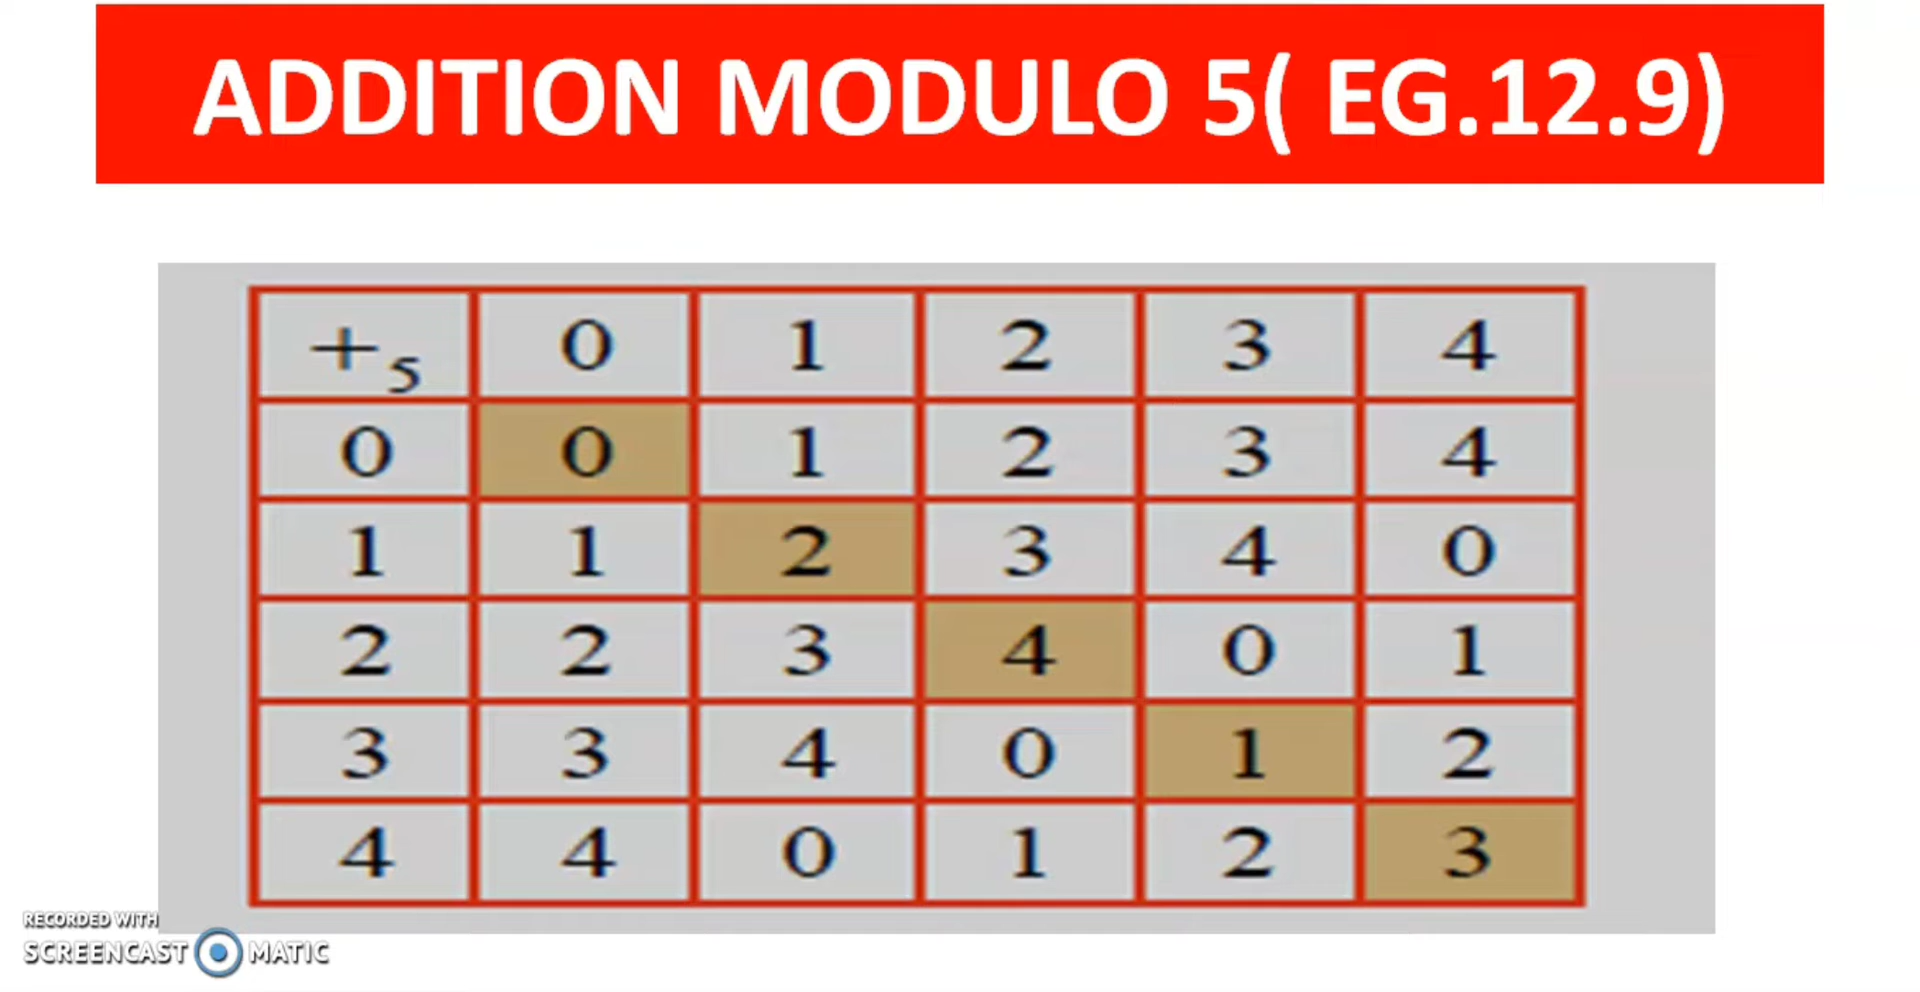 ADDITION MODULO 5( EG.12.9)
+5 0 1 2 3 4
0 0 1 2 3 4
1 1 2 3 4 0
2 2 3 4 0 1
3 3 4 0 1 2
4 4 0 1 2 3
RECORDED WITH
SCREENCAST MATIC